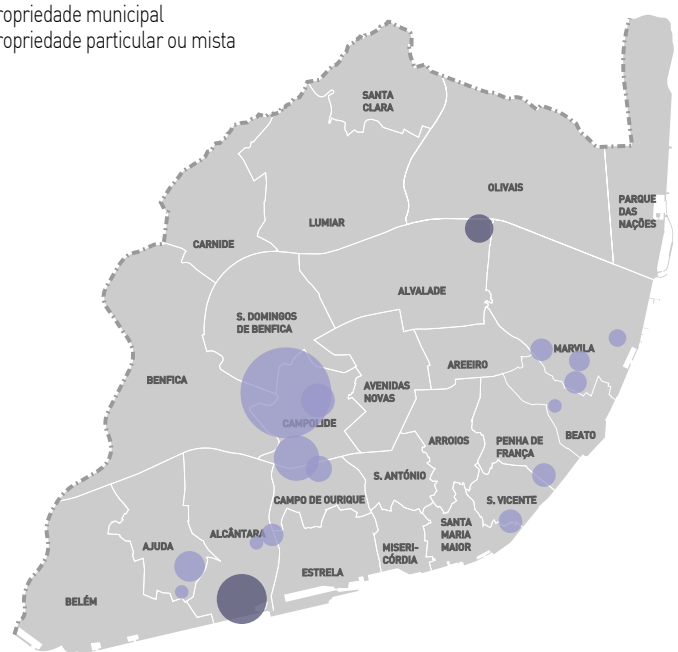 ropriedade municipal
ropriedade particular ou mista
SANTA
CLARA
OLIVAIS
PARQUE
DAS
NAÇÕES
LUMIAR
CARNIDE
ALVALADE
S. DOMINGOS
DE BENFICA
MARVILA
AREEIRO
BENFICA
AVENIDAS
NOVAS
CAMPOLIDE
ARROIOS
PENHA DE
FRANÇA
BEATO
S. ANTÓNIO
CAMPO DE OURIQUE
S. VICENTE
ALCÂNTARA
SANTA
MARIA
MAIOR
AJUDA
MISERI-
CÓRDIA
ESTRELA
BELÉM